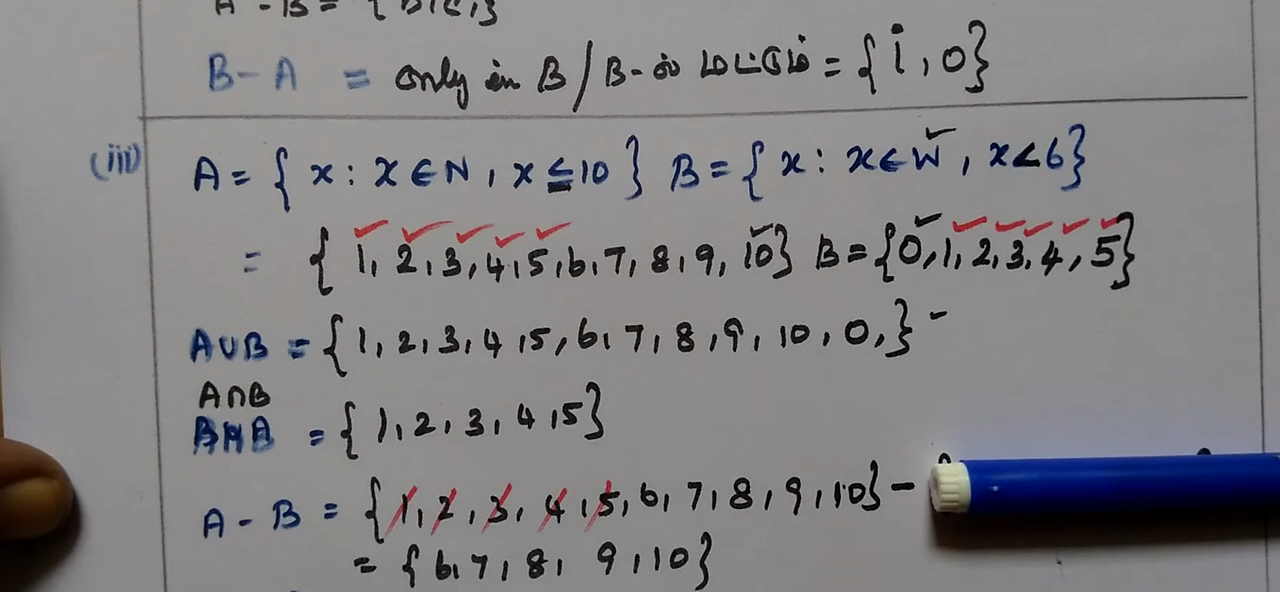 B - A = only in B / B-ல் மட்டும் = {i, 0}
(iii) A = { x : x ∈ N, x ≤ 10 } B = { x : x ∈ W, x < 6 }
= { 1, 2, 3, 4, 5, 6, 7, 8, 9, 10 } B = {0, 1, 2, 3, 4, 5}
A ∪ B = { 1, 2, 3, 4, 5, 6, 7, 8, 9, 10, 0, } -
A ∩ B
= { 1, 2, 3, 4, 5 }
A - B = { 1, 2, 3, 4, 5, 6, 7, 8, 9, 10 } -
= { 6, 7, 8, 9, 10 }